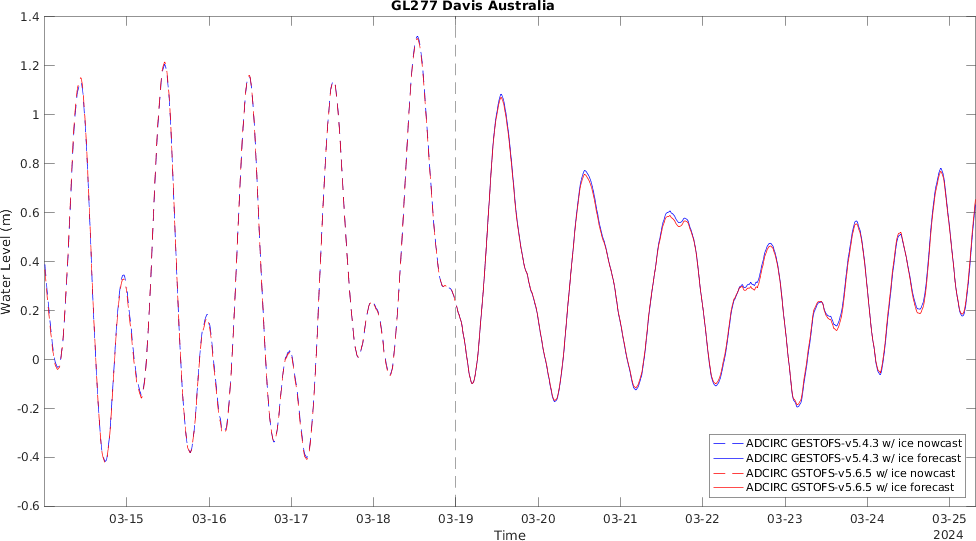 GL277 Davis Australia
1.4
1.2
1
0.8
0.6
0.4
0.2
0
-0.2
-0.4
-0.6
Water Level (m)
03-15 03-16 03-17 03-18 03-19 03-20 03-21 03-22 03-23 03-24 03-25
Time
2024
ADCIRC GESTOFS-v5.4.3 w/ ice nowcast
ADCIRC GESTOFS-v5.4.3 w/ ice forecast
ADCIRC GSTOFS-v5.6.5 w/ ice nowcast
ADCIRC GSTOFS-v5.6.5 w/ ice forecast